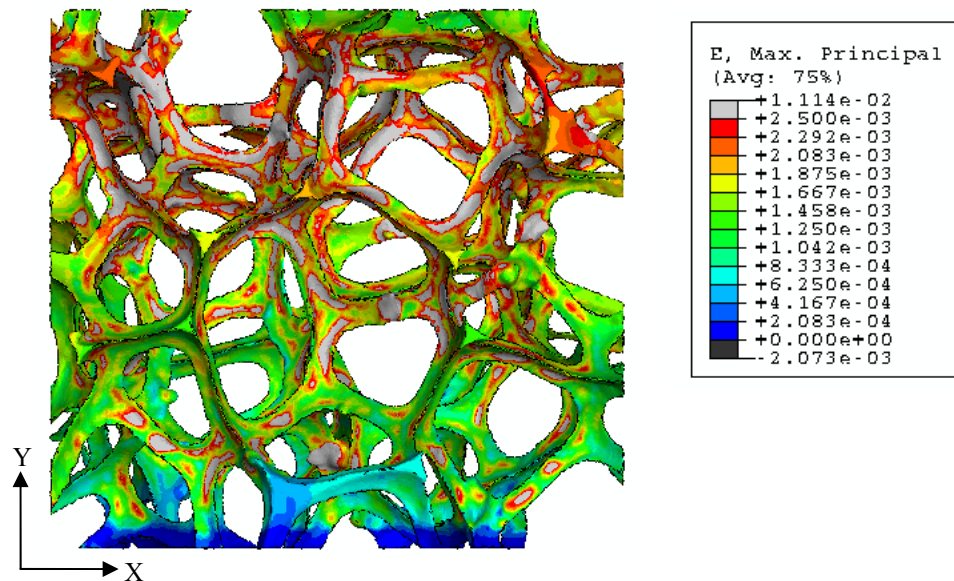 E, Max. Principal
(Avg: 75%)
+1.114e-02
+2.500e-03
+2.292e-03
+2.083e-03
+1.875e-03
+1.667e-03
+1.458e-03
+1.250e-03
+1.042e-03
+8.333e-04
+6.250e-04
+4.167e-04
+2.083e-04
+0.000e+00
-2.073e-03
Y
X